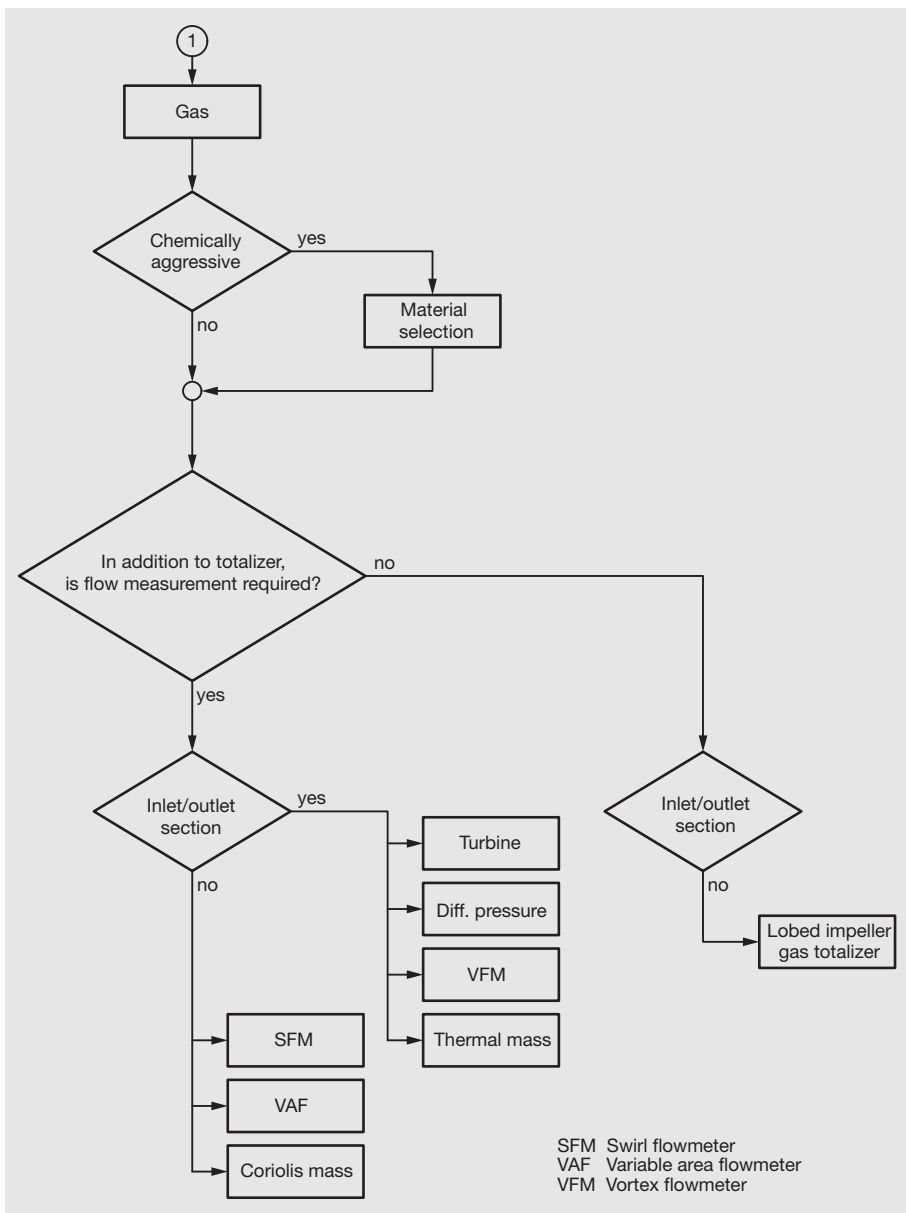 1
Gas
Chemically
aggressive
yes
no
Material
selection
In addition to totalizer,
is flow measurement required?
no
yes
Inlet/outlet
section
yes
no
Turbine
Diff. pressure
VFM
Thermal mass
SFM
VAF
Coriolis mass
Inlet/outlet
section
no
Lobed impeller
gas totalizer
SFM Swirl flowmeter
VAF Variable area flowmeter
VFM Vortex flowmeter